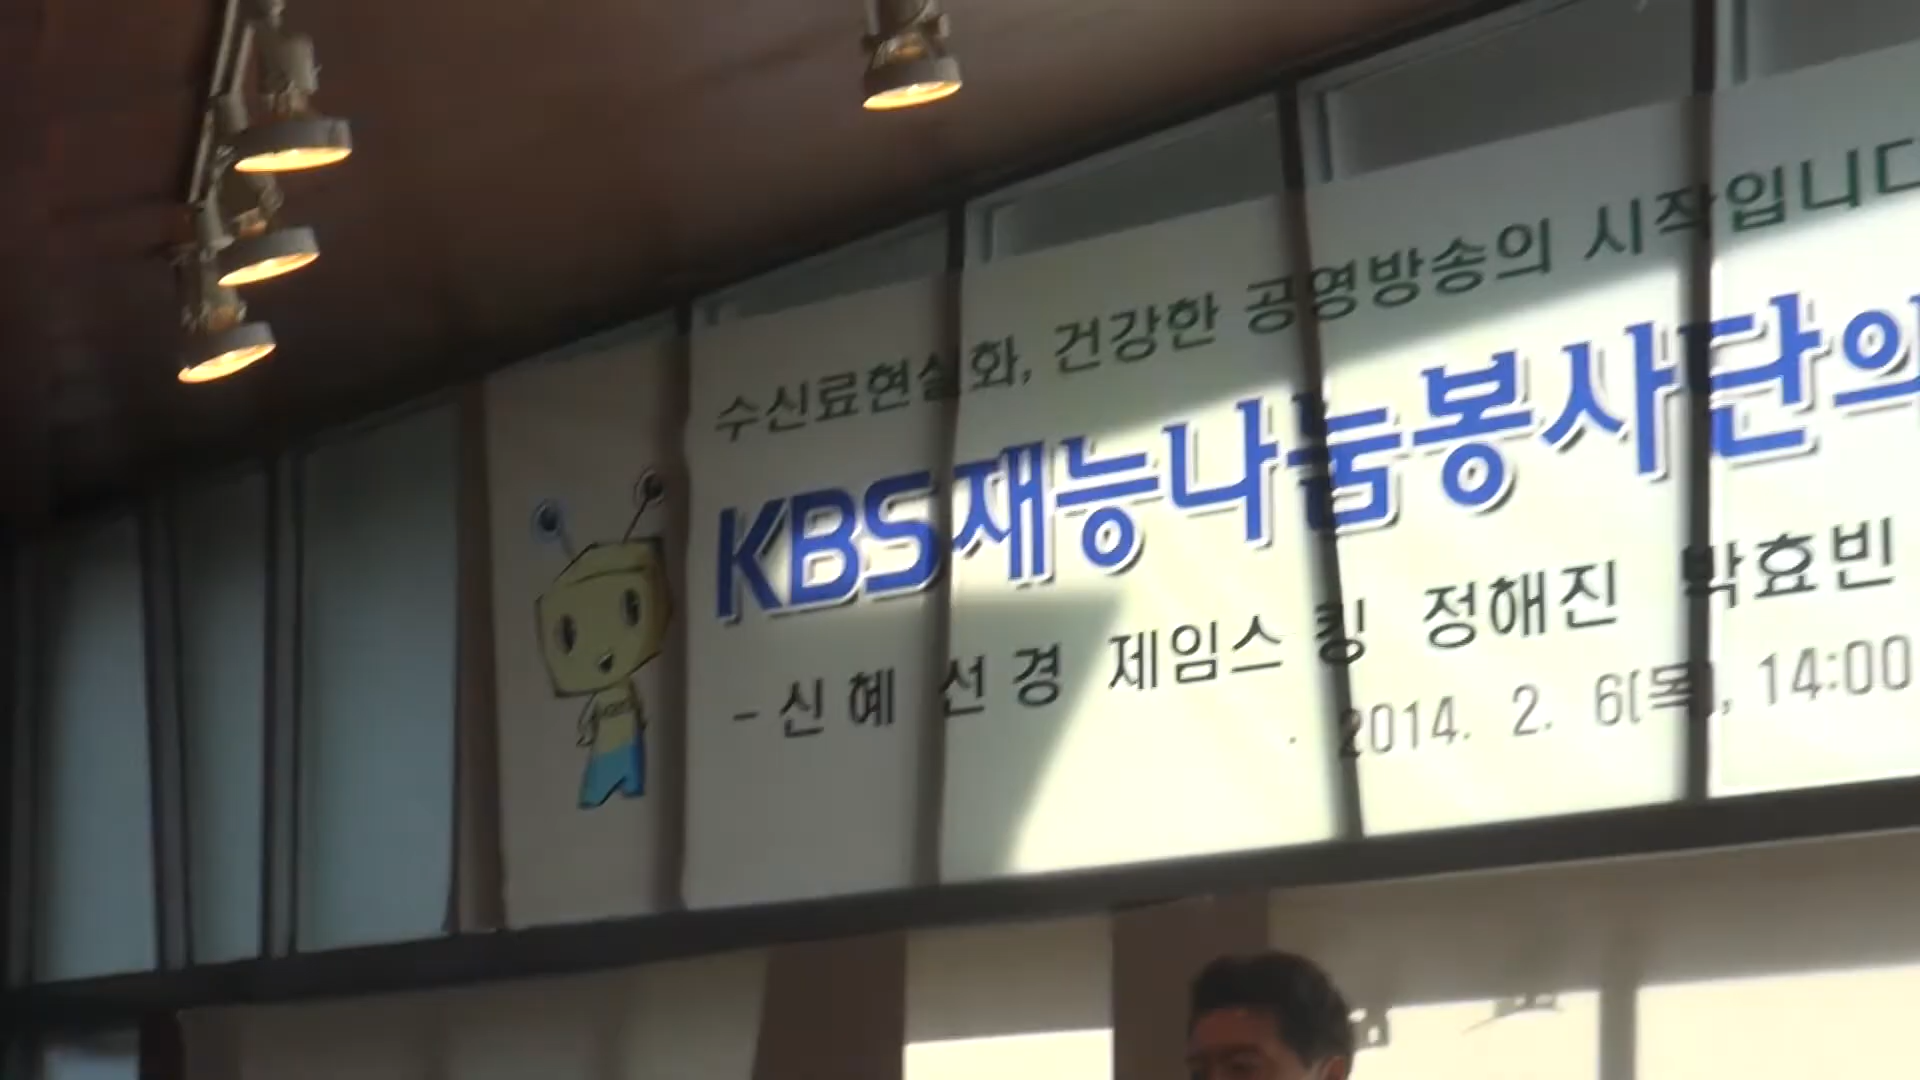 수신료현실화, 건강한 공영방송의 시작입니다
KBS재능나눔봉사단의
- 신혜 선경 제임스킹 정해진 박효빈
2014. 2. 6(목), 14:00